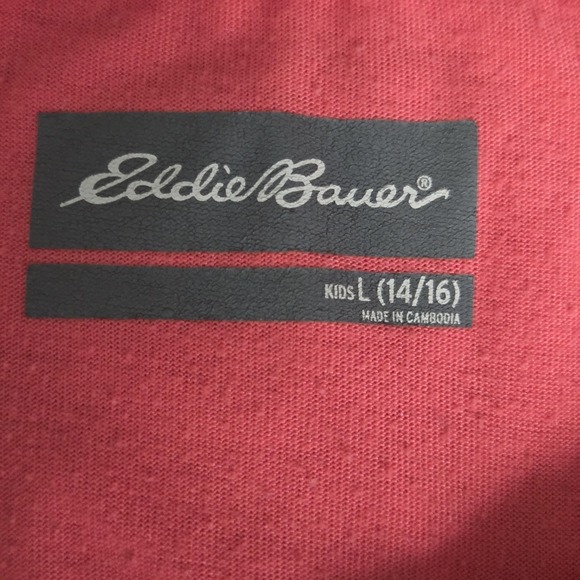 Eddie Bauer®
KIDS L (14/16)
MADE IN CAMBODIA